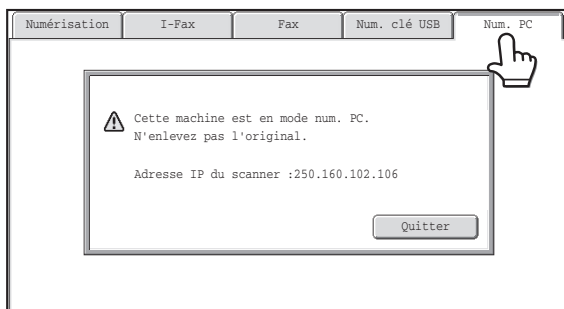 Numérisation I-Fax Fax Num. clé USB Num. PC
Cette machine est en mode num. PC.
N'enlevez pas l'original.
Adresse IP du scanner :250.160.102.106
Quitter